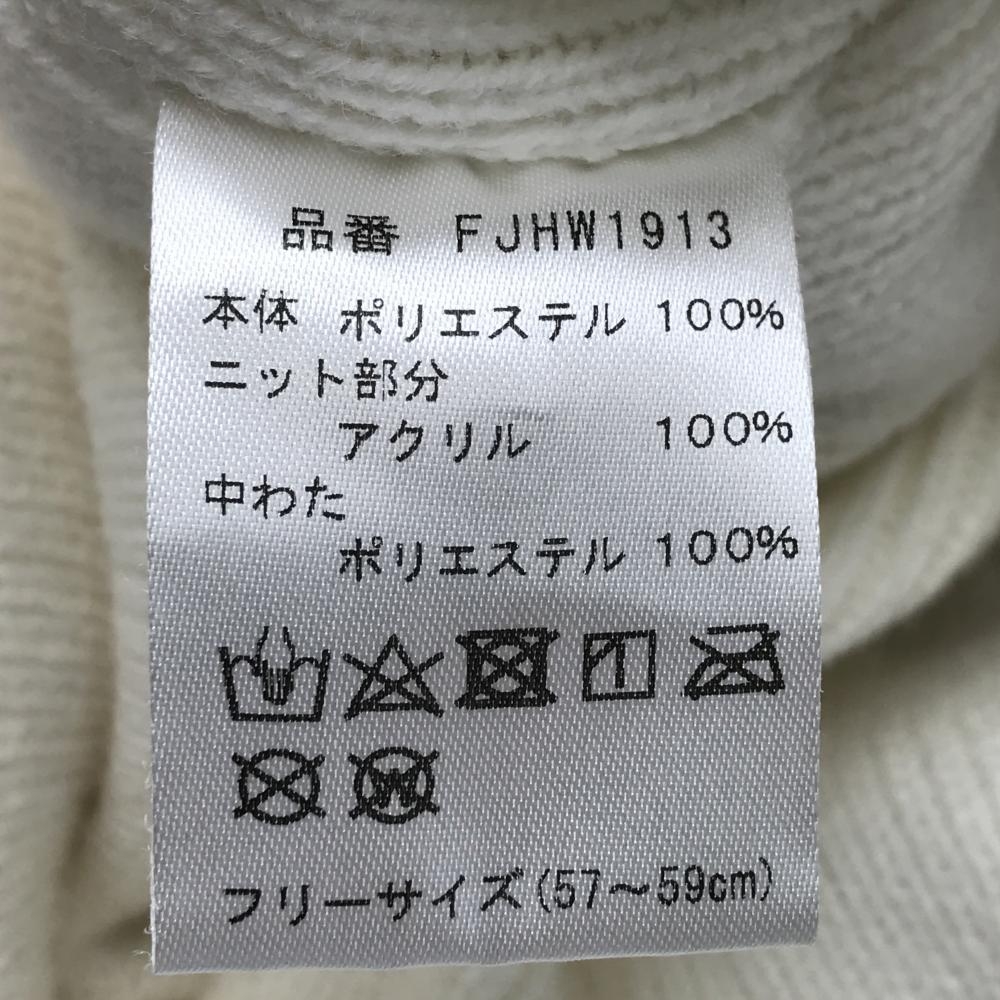 品番 FJHW1913
本体 ポリエステル 100%
ニット部分
アクリル 100%
中わた
ポリエステル 100%
W
フリーサイズ(57～59cm)